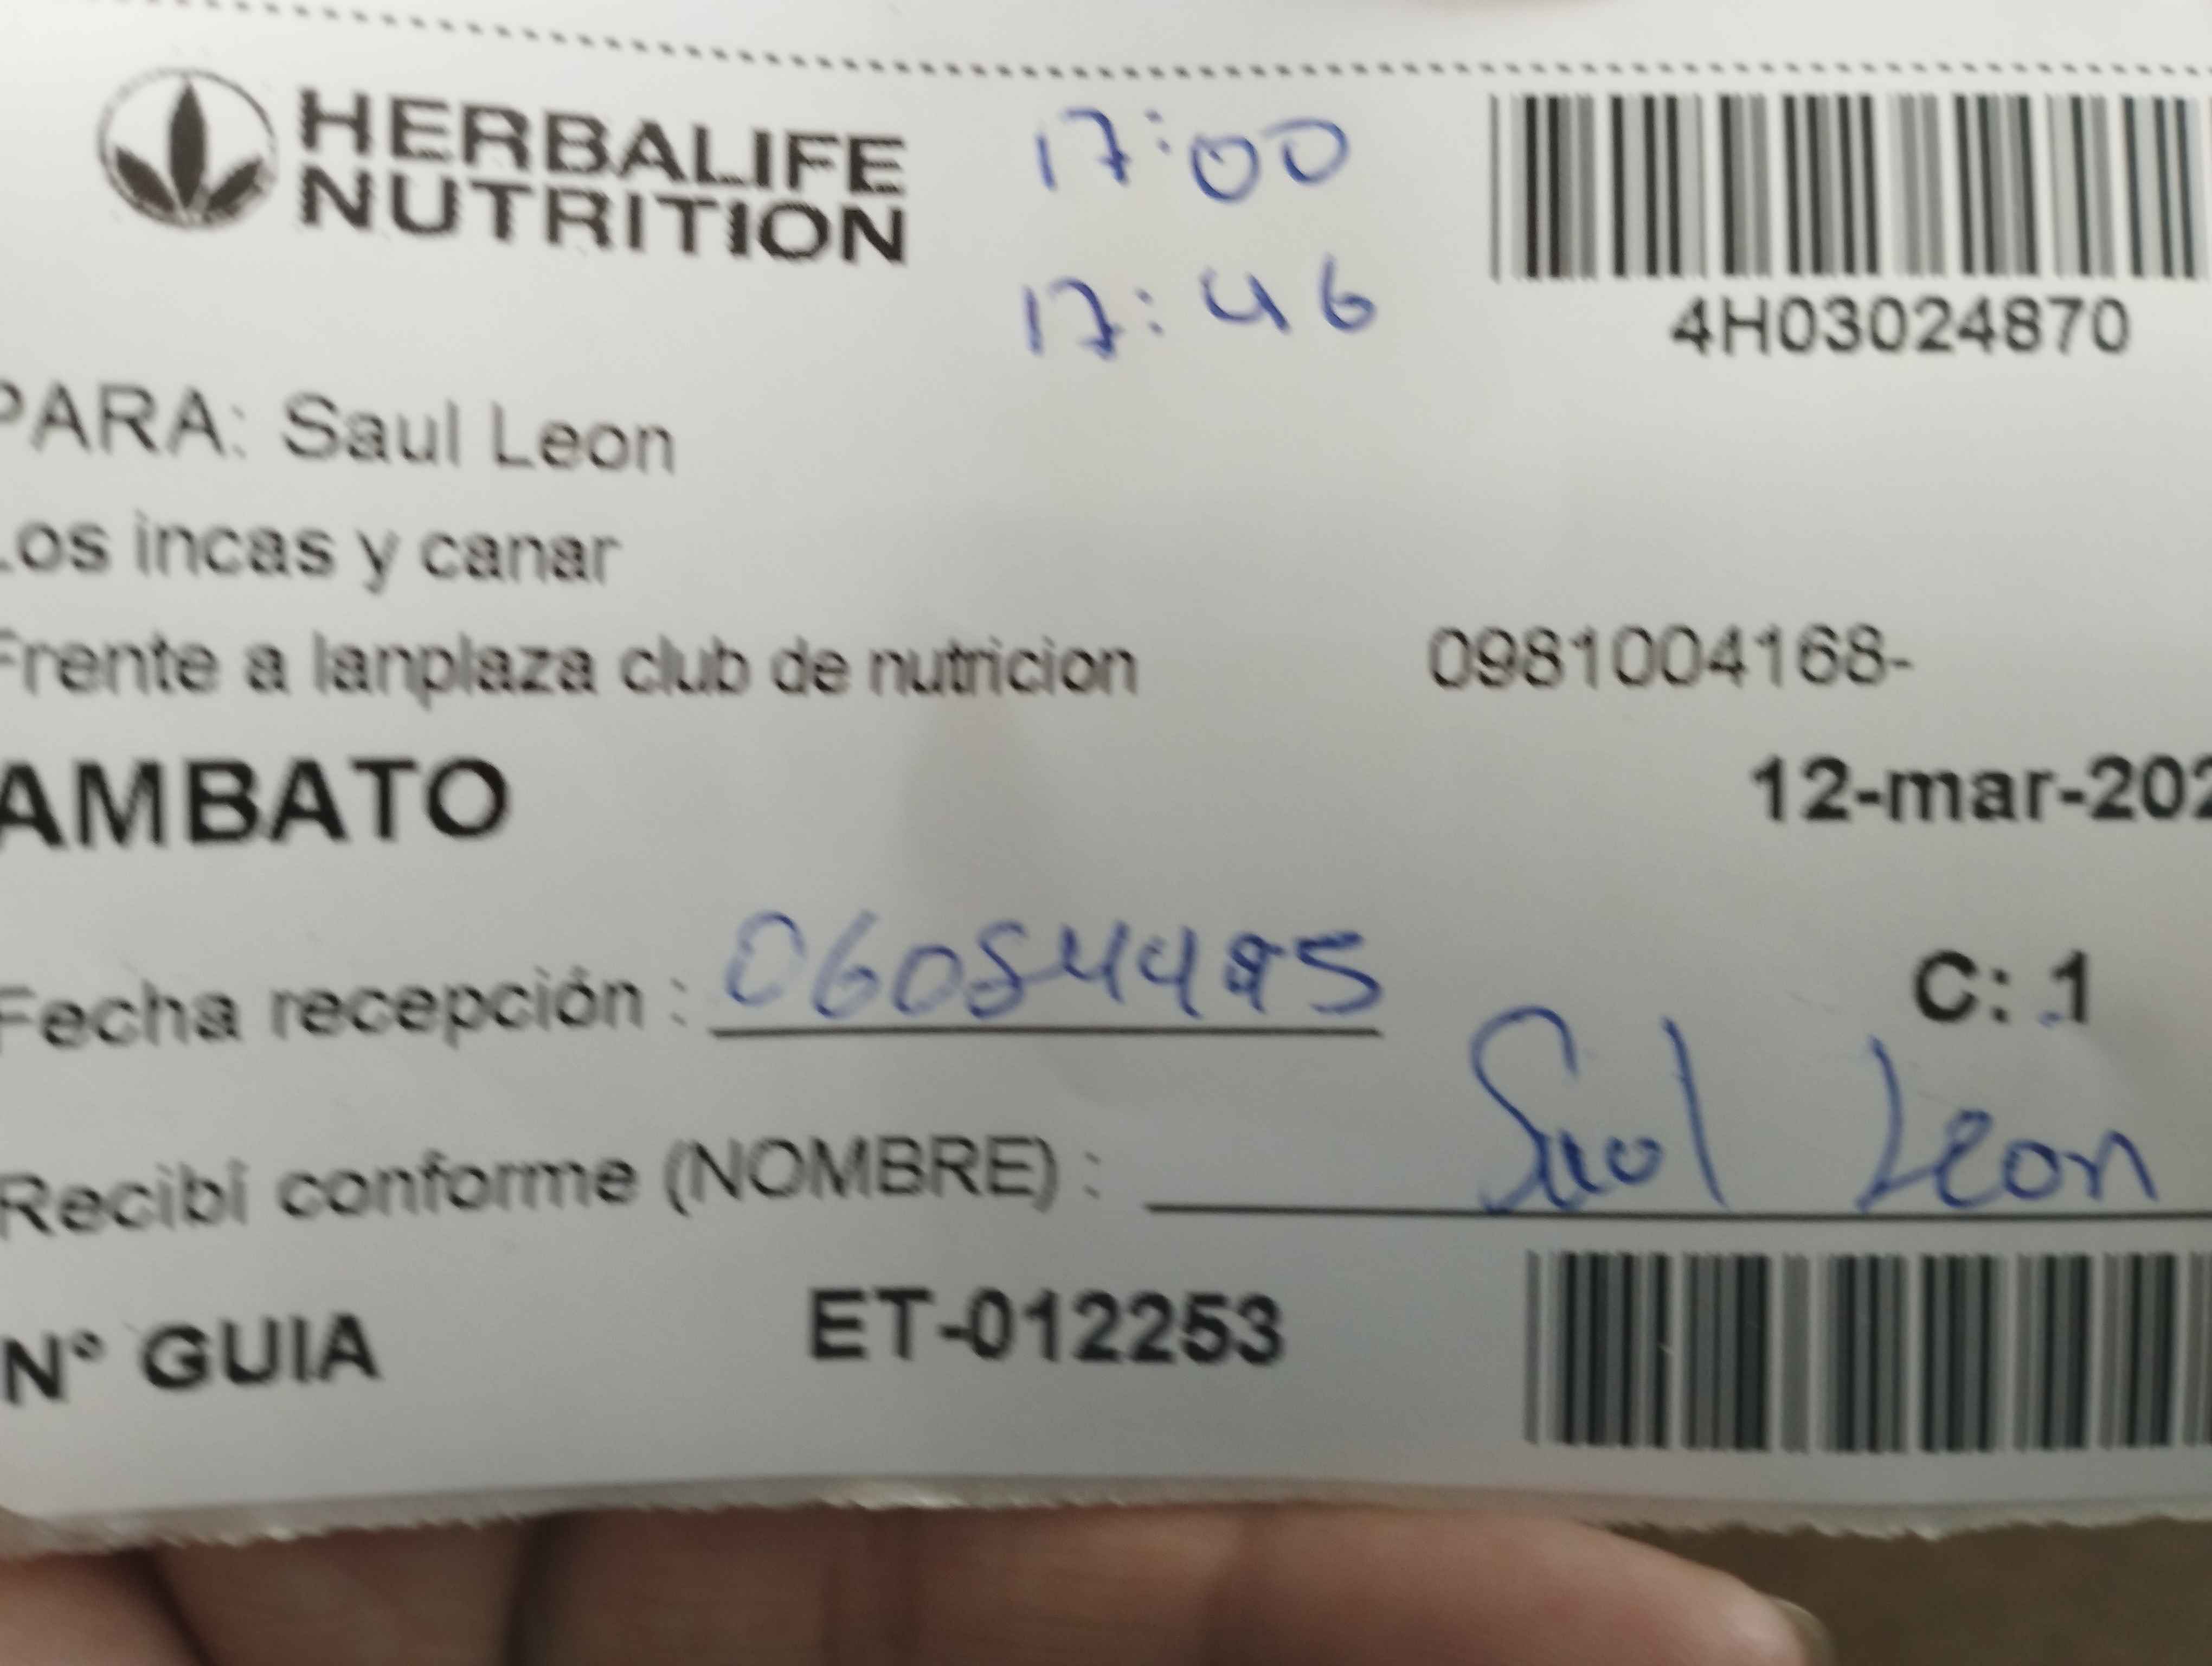 HERBALIFE
NUTRITION
17:00
17:46
4H03024870
PARA: Saul Leon
Los incas y canar
Frente a lanplaza club de nutricion 0981004168-
AMBATO 12-mar-202
Fecha recepción : C: 1
Recibí conforme (NOMBRE) : Saul Leon
N° GUIA ET-012253